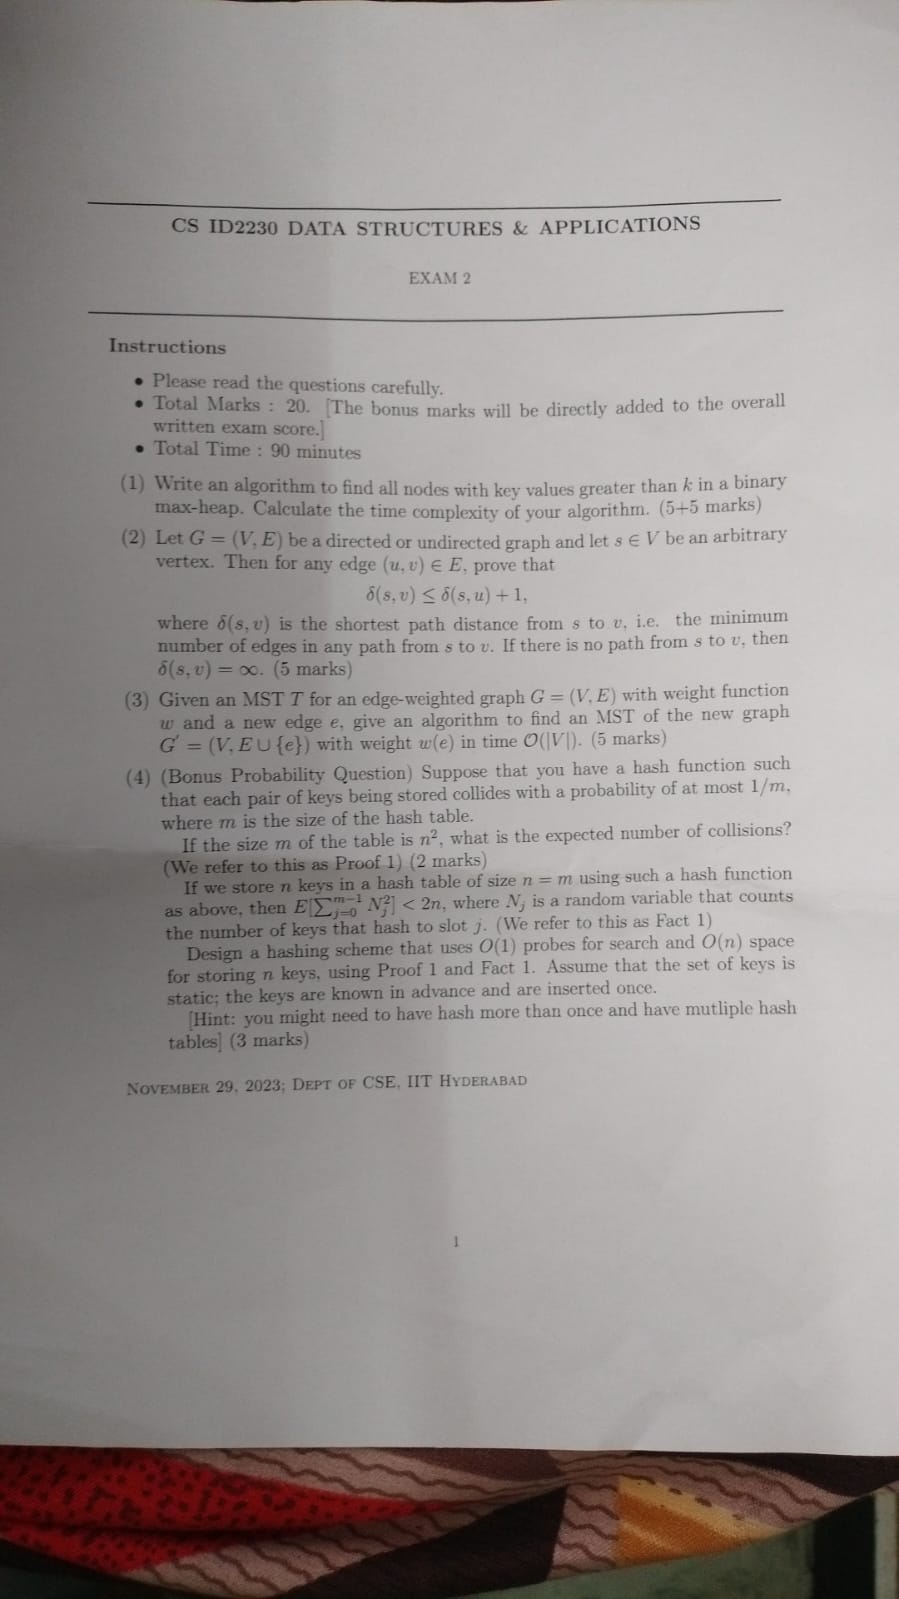 CS ID2230 DATA STRUCTURES & APPLICATIONS
EXAM 2
Instructions
• Please read the questions carefully.
• Total Marks : 20. [The bonus marks will be directly added to the overall
written exam score.]
• Total Time : 90 minutes
(1) Write an algorithm to find all nodes with key values greater than k in a binary
max-heap. Calculate the time complexity of your algorithm. (5+5 marks)
(2) Let G = (V, E) be a directed or undirected graph and let s ∈ V be an arbitrary
vertex. Then for any edge (u, v) ∈ E, prove that
δ(s, v) ≤ δ(s, u) + 1,
where δ(s, v) is the shortest path distance from s to v, i.e. the minimum
number of edges in any path from s to v. If there is no path from s to v, then
δ(s, v) = ∞. (5 marks)
(3) Given an MST T for an edge-weighted graph G = (V, E) with weight function
w and a new edge e, give an algorithm to find an MST of the new graph
G′ = (V, E ∪ {e}) with weight w(e) in time O(|V|). (5 marks)
(4) (Bonus Probability Question) Suppose that you have a hash function such
that each pair of keys being stored collides with a probability of at most 1/m,
where m is the size of the hash table.
If the size m of the table is n², what is the expected number of collisions?
(We refer to this as Proof 1) (2 marks)
If we store n keys in a hash table of size n = m using such a hash function
as above, then E[∑_{j=0}^{m−1} N_j²] < 2n, where N_j is a random variable that counts
the number of keys that hash to slot j. (We refer to this as Fact 1)
Design a hashing scheme that uses O(1) probes for search and O(n) space
for storing n keys, using Proof 1 and Fact 1. Assume that the set of keys is
static; the keys are known in advance and are inserted once.
[Hint: you might need to have hash more than once and have mutliple hash
tables] (3 marks)
NOVEMBER 29, 2023; DEPT OF CSE, IIT HYDERABAD
1